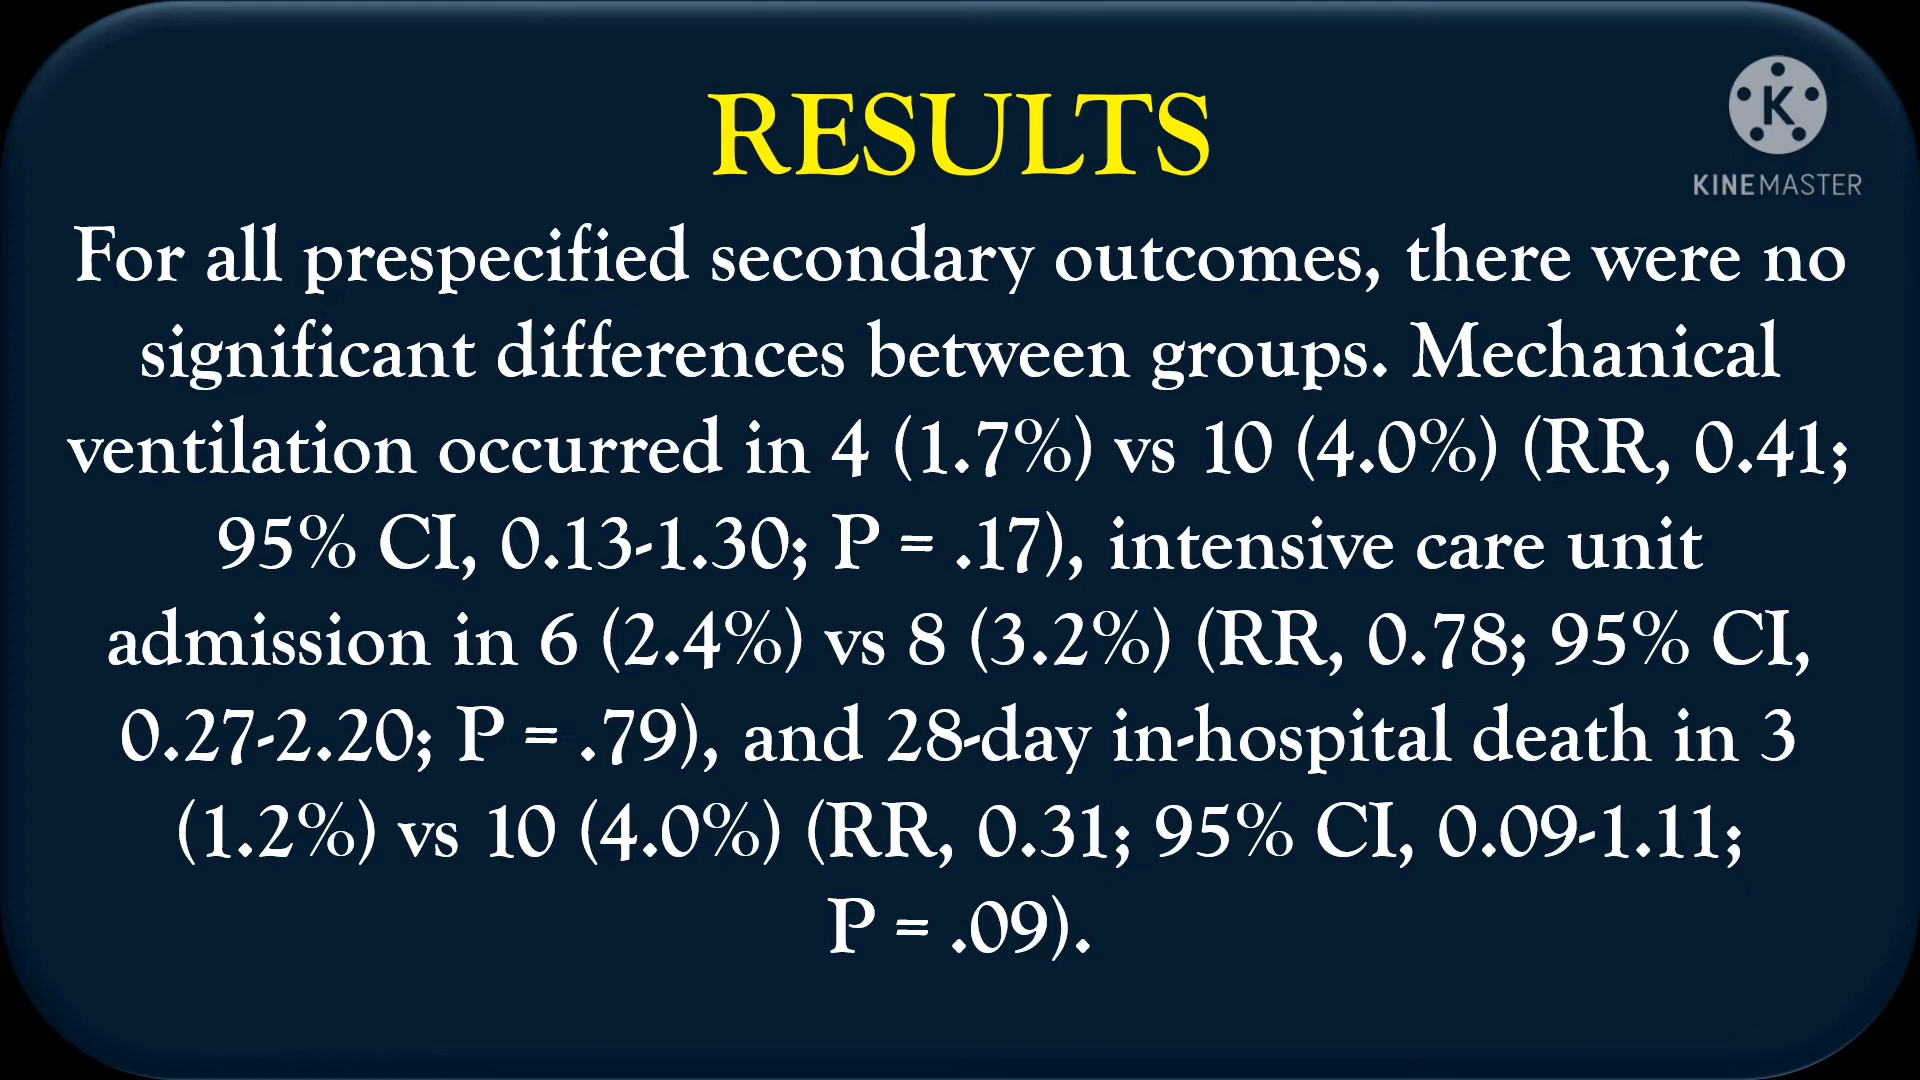 RESULTS
K
KINEMASTER
For all prespecified secondary outcomes, there were no
significant differences between groups. Mechanical
ventilation occurred in 4 (1.7%) vs 10 (4.0%) (RR, 0.41;
95% CI, 0.13-1.30; P = .17), intensive care unit
admission in 6 (2.4%) vs 8 (3.2%) (RR, 0.78; 95% CI,
0.27-2.20; P = .79), and 28-day in-hospital death in 3
(1.2%) vs 10 (4.0%) (RR, 0.31; 95% CI, 0.09-1.11;
P = .09).